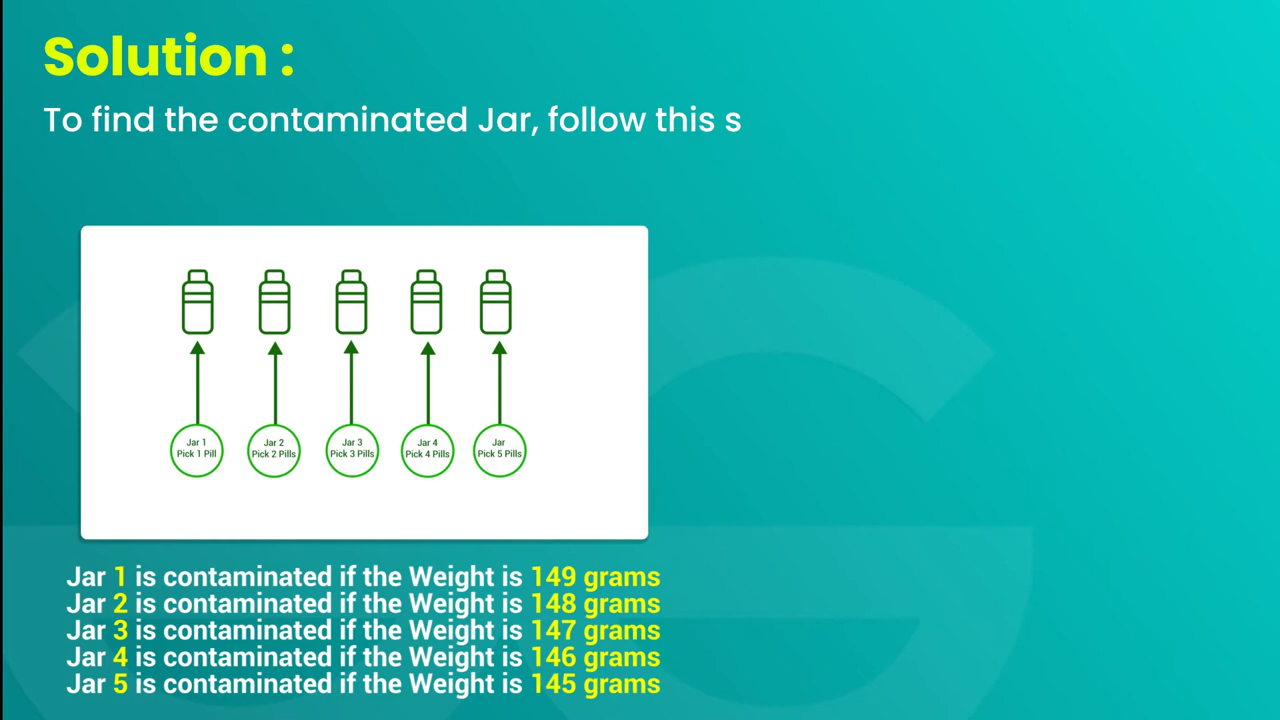 Solution :
To find the contaminated Jar, follow this s
Jar 1
Pick 1 Pill
Jar 2
Pick 2 Pills
Jar 3
Pick 3 Pills
Jar 4
Pick 4 Pills
Jar
Pick 5 Pills
Jar 1 is contaminated if the Weight is 149 grams
Jar 2 is contaminated if the Weight is 148 grams
Jar 3 is contaminated if the Weight is 147 grams
Jar 4 is contaminated if the Weight is 146 grams
Jar 5 is contaminated if the Weight is 145 grams